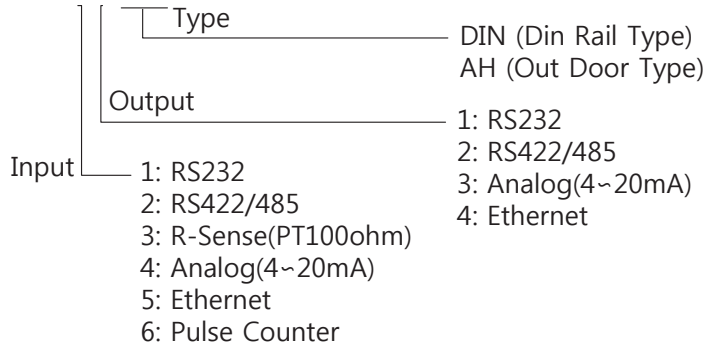 Type
DIN (Din Rail Type)
AH (Out Door Type)
Output
1: RS232
2: RS422/485
3: Analog(4~20mA)
4: Ethernet
Input
1: RS232
2: RS422/485
3: R-Sense(PT100ohm)
4: Analog(4~20mA)
5: Ethernet
6: Pulse Counter